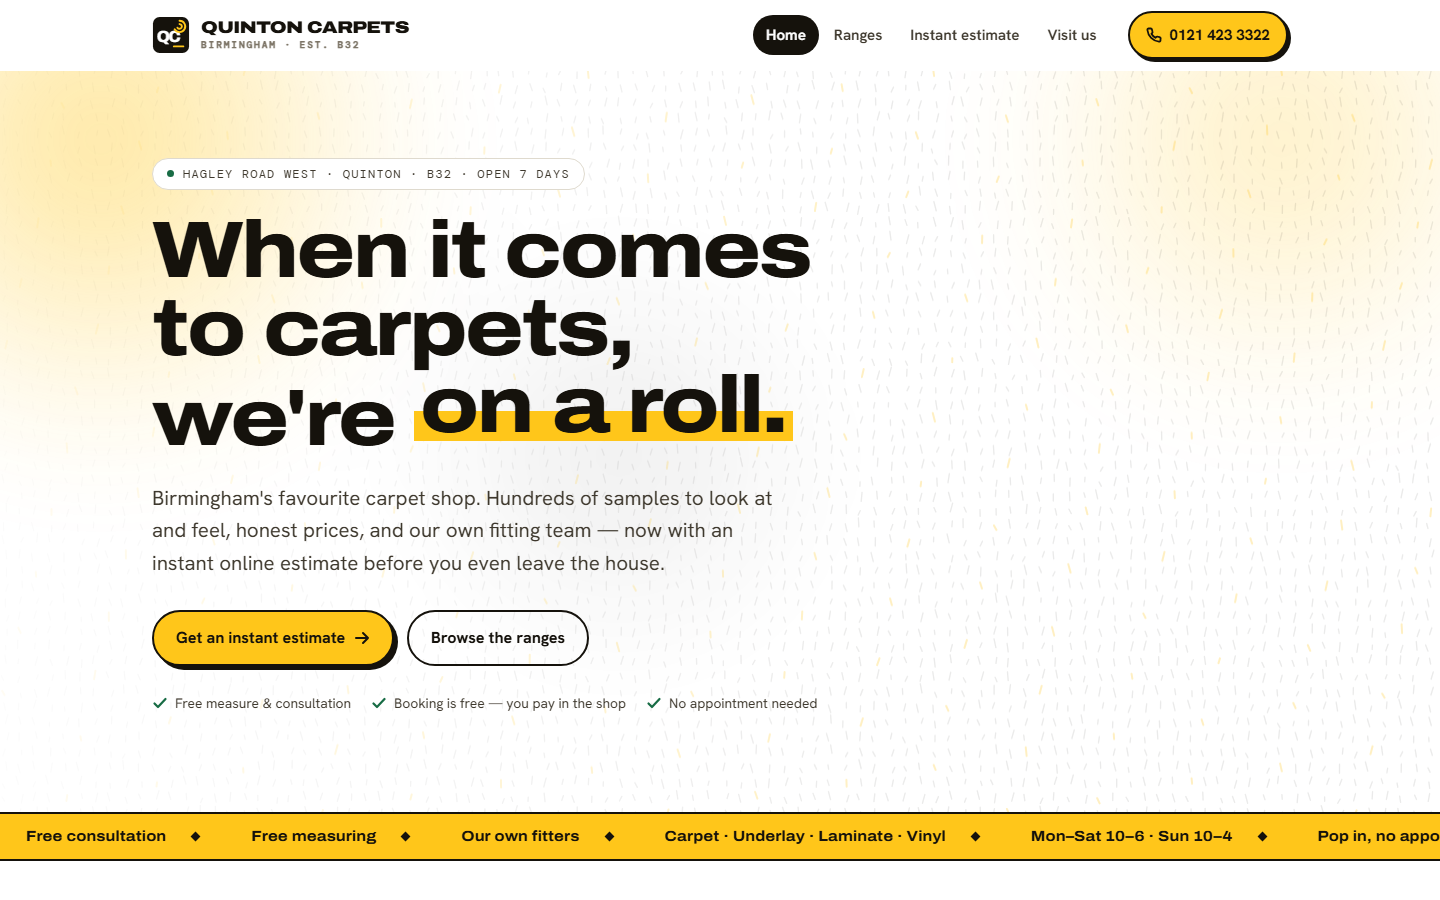 QC
QUINTON CARPETS
BIRMINGHAM · EST. B32
Home
Ranges
Instant estimate
Visit us
0121 423 3322
HAGLEY ROAD WEST · QUINTON · B32 · OPEN 7 DAYS
When it comes
to carpets,
we're on a roll.
Birmingham's favourite carpet shop. Hundreds of samples to look at
and feel, honest prices, and our own fitting team — now with an
instant online estimate before you even leave the house.
Get an instant estimate →
Browse the ranges
Free measure & consultation
Booking is free — you pay in the shop
No appointment needed
Free consultation ◆ Free measuring ◆ Our own fitters ◆ Carpet · Underlay · Laminate · Vinyl ◆ Mon–Sat 10–6 · Sun 10–4 ◆ Pop in, no appo